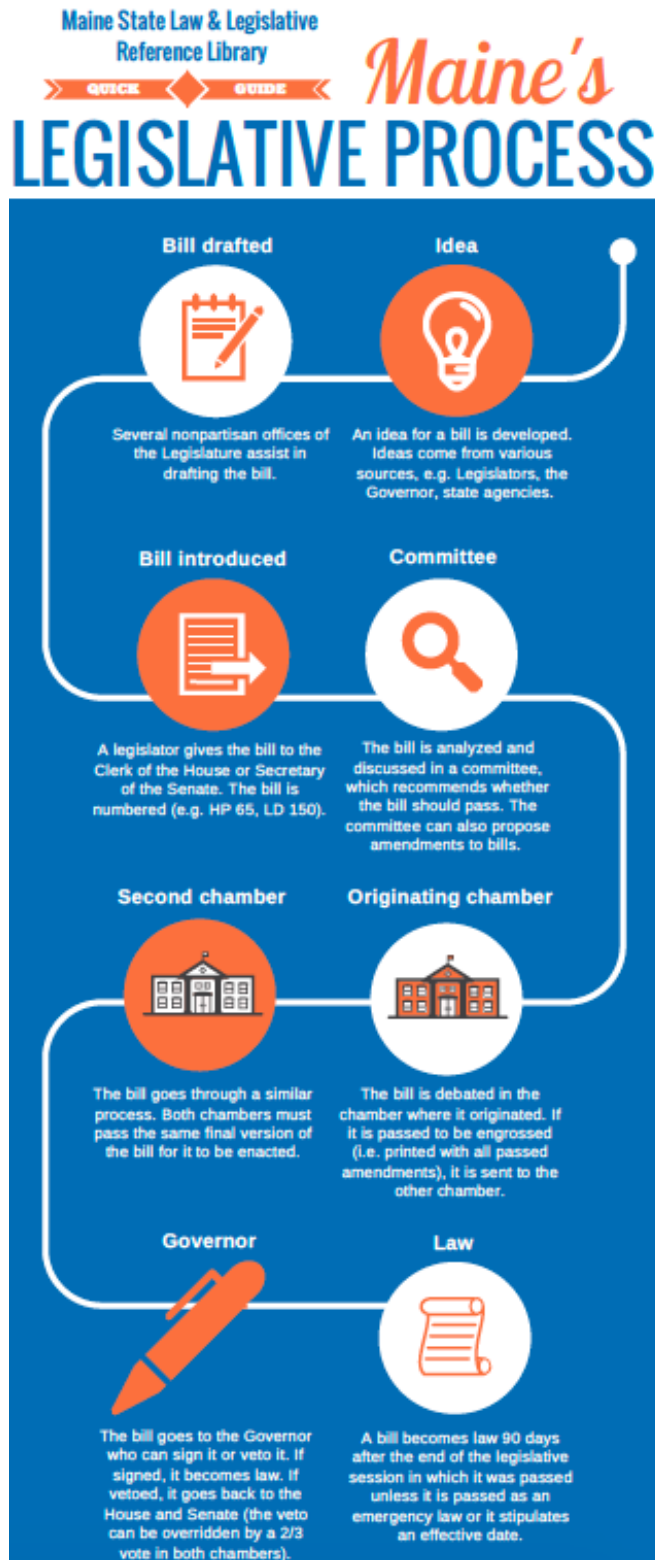 Maine State Law & Legislative
Reference Library
QUICK GUIDE
Maine's
LEGISLATIVE PROCESS
Idea
An idea for a bill is developed.
Ideas come from various
sources, e.g. Legislators, the
Governor, state agencies.
Bill drafted
Several nonpartisan offices of
the Legislature assist in
drafting the bill.
Bill introduced
A legislator gives the bill to the
Clerk of the House or Secretary
of the Senate. The bill is
numbered (e.g. HP 65, LD 150).
Committee
The bill is analyzed and
discussed in a committee,
which recommends whether
the bill should pass. The
committee can also propose
amendments to bills.
Originating chamber
The bill is debated in the
chamber where it originated. If
it is passed to be engrossed
(i.e. printed with all passed
amendments), it is sent to the
other chamber.
Second chamber
The bill goes through a similar
process. Both chambers must
pass the same final version of
the bill for it to be enacted.
Governor
The bill goes to the Governor
who can sign it or veto it. If
signed, it becomes law. If
vetoed, it goes back to the
House and Senate (the veto
can be overridden by a 2/3
vote in both chambers).
Law
A bill becomes law 90 days
after the end of the legislative
session in which it was passed
unless it is passed as an
emergency law or it stipulates
an effective date.